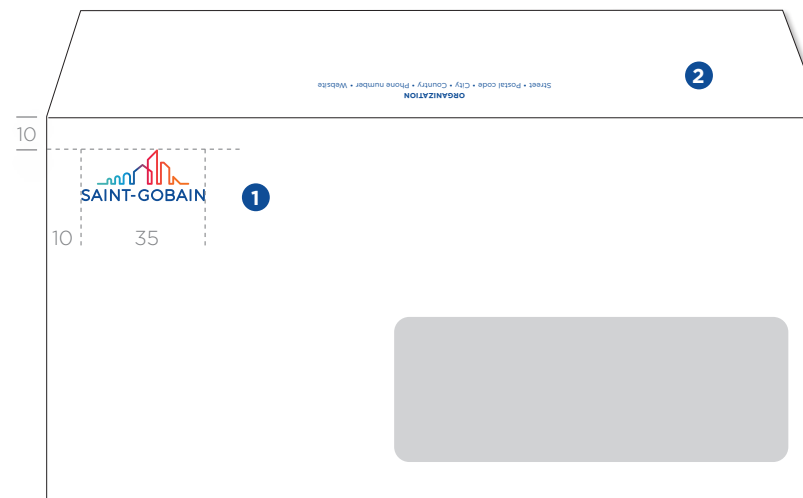 Street Postal code • City • Country • Phone number • Website
ORGANIZATION
2
10
SAINT-GOBAIN
1
10
35